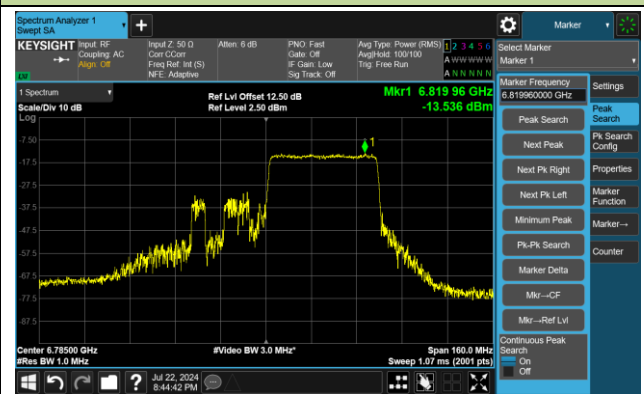 Spectrum Analyzer 1
Swept SA
Marker
KEYSIGHT
Input: RF
Coupling: AC
Align: Off
Input Z: 50 Ω
Corr CCorr
Freq Ref: Int (S)
NFE: Adaptive
Atten: 6 dB
PNO: Fast
Gate: Off
IF Gain: Low
Sig Track: Off
Avg Type: Power (RMS)
Avg|Hold: 100/100
Trig: Free Run
1 2 3 4 5 6
A W W W W W
A N N N N N
LXI
Select Marker
Marker 1
1 Spectrum
Scale/Div 10 dB
Log
Ref Lvl Offset 12.50 dB
Ref Level 2.50 dBm
Mkr1 6.819 96 GHz
-13.536 dBm
1
-7.50
-17.5
-27.5
-37.5
-47.5
-57.5
-67.5
-77.5
-87.5
Center 6.78500 GHz
#Res BW 1.0 MHz
#Video BW 3.0 MHz*
Span 160.0 MHz
Sweep 1.07 ms (2001 pts)
Marker Frequency
6.819960000 GHz
Peak Search
Next Peak
Next Pk Right
Next Pk Left
Minimum Peak
Pk-Pk Search
Marker Delta
Mkr→CF
Mkr→Ref Lvl
Continuous Peak
Search
On
Off
Settings
Peak
Search
Pk Search
Config
Properties
Marker
Function
Marker→
Counter
Jul 22, 2024
8:44:42 PM